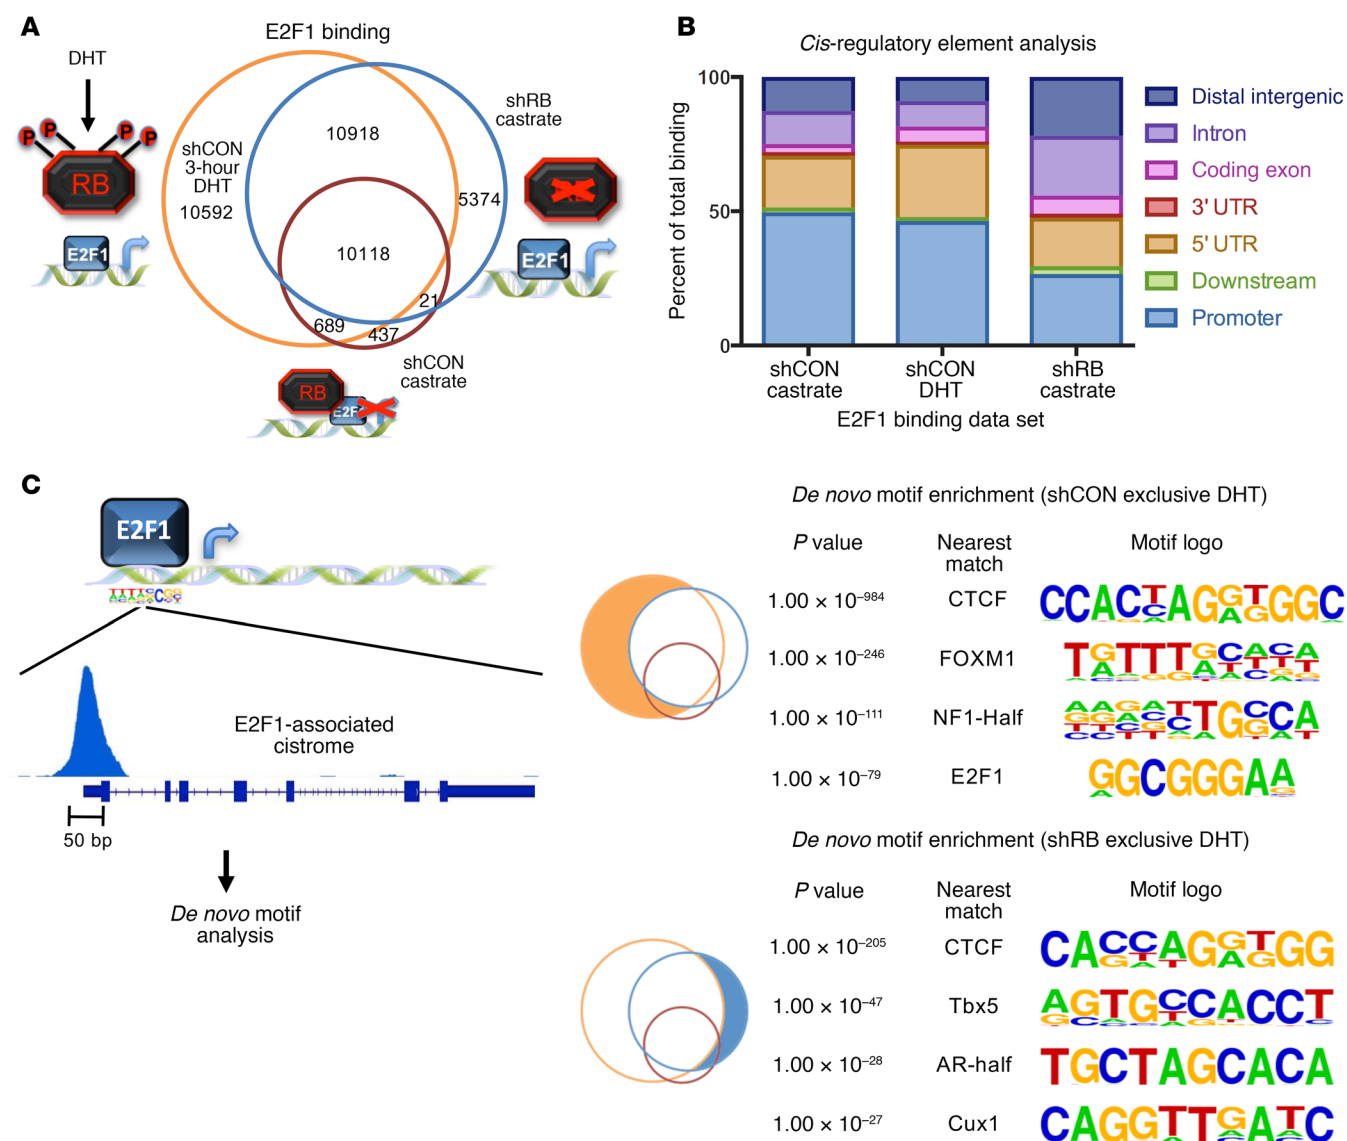 A
E2F1 binding
DHT
P
P
P
P
RB
E2F1
shCON
3-hour
DHT
10592
10918
10118
5374
21
689
437
shRB
castrate
E2F1
shCON
castrate
RB
E2F
B
Cis-regulatory element analysis
Percent of total binding
100
50
0
shCON
castrate
shCON
DHT
shRB
castrate
E2F1 binding data set
Distal intergenic
Intron
Coding exon
3' UTR
5' UTR
Downstream
Promoter
C
E2F1
E2F1-associated
cistrome
50 bp
De novo motif
analysis
De novo motif enrichment (shCON exclusive DHT)
P value
Nearest
match
Motif logo
1.00 × 10–984
CTCF
CCACTAGGTGGC
1.00 × 10–246
FOXM1
TGTTTGCACA
1.00 × 10–111
NF1-Half
AAGATTGGCA
1.00 × 10–79
E2F1
GGCGGGAA
De novo motif enrichment (shRB exclusive DHT)
P value
Nearest
match
Motif logo
1.00 × 10–205
CTCF
CACCAGGTGG
1.00 × 10–47
Tbx5
AGTGCCACCT
1.00 × 10–28
AR-half
TGCTAGCACA
1.00 × 10–27
Cux1
CAGGTTGATC